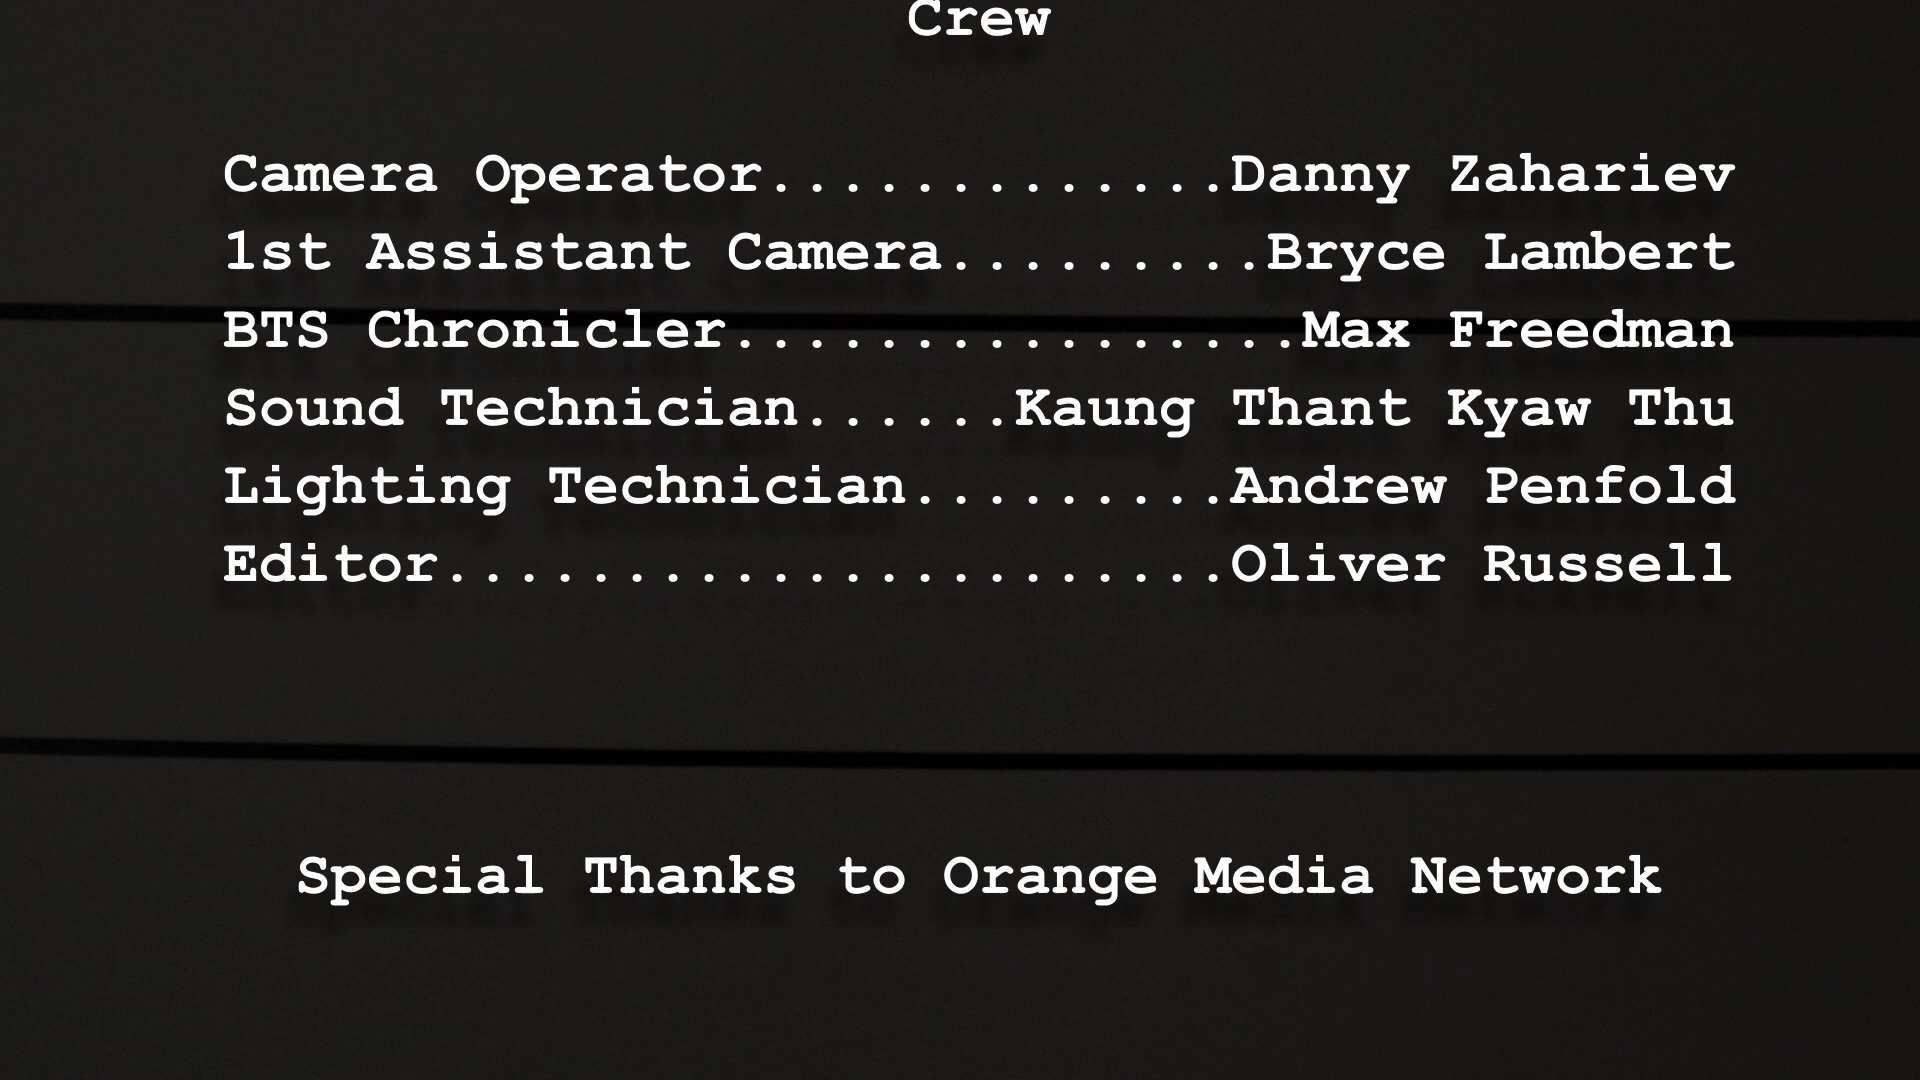 Crew
Camera Operator.............Danny Zahariev
1st Assistant Camera.........Bryce Lambert
BTS Chronicler................Max Freedman
Sound Technician......Kaung Thant Kyaw Thu
Lighting Technician.........Andrew Penfold
Editor......................Oliver Russell
Special Thanks to Orange Media Network